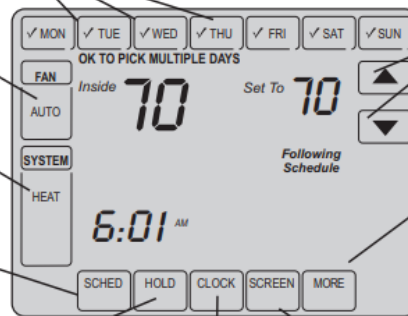 ✓ MON ✓ TUE ✓ WED ✓ THU ✓ FRI ✓ SAT ✓ SUN
OK TO PICK MULTIPLE DAYS
FAN
AUTO
Inside 70
Set To 70
SYSTEM
HEAT
Following
Schedule
6:01 AM
SCHED HOLD CLOCK SCREEN MORE